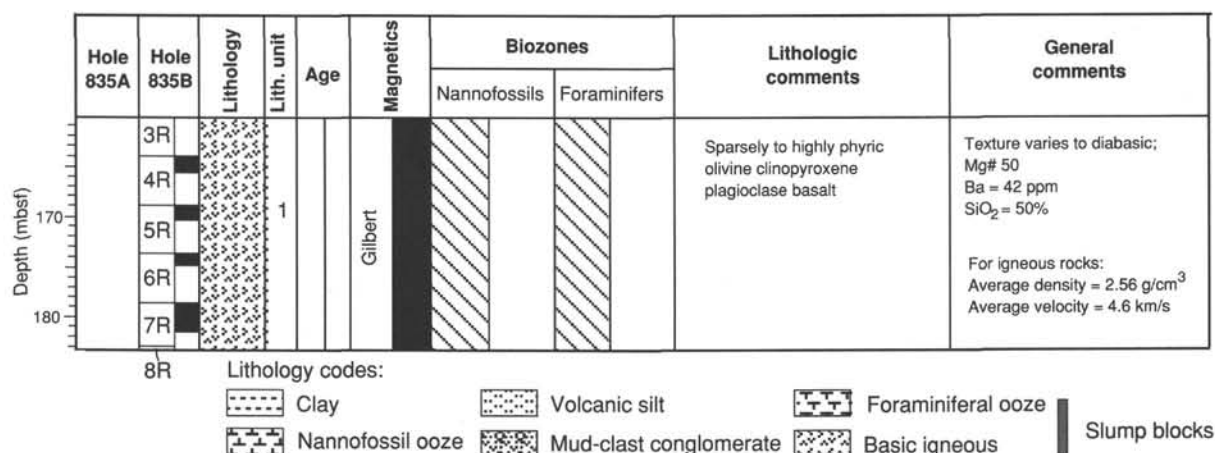 Hole 835A
Hole 835B
Lithology
Lith. unit
Age
Magnetics
Biozones
Nannofossils
Foraminifers
Lithologic comments
General comments
3R
4R
5R
6R
7R
8R
Depth (mbsf)
170
180
1
Gilbert
Sparsely to highly phyric
olivine clinopyroxene
plagioclase basalt
Texture varies to diabasic;
Mg# 50
Ba = 42 ppm
SiO₂ = 50%
For igneous rocks:
Average density = 2.56 g/cm³
Average velocity = 4.6 km/s
Lithology codes:
Clay
Volcanic silt
Foraminiferal ooze
Nannofossil ooze
Mud-clast conglomerate
Basic igneous
Slump blocks